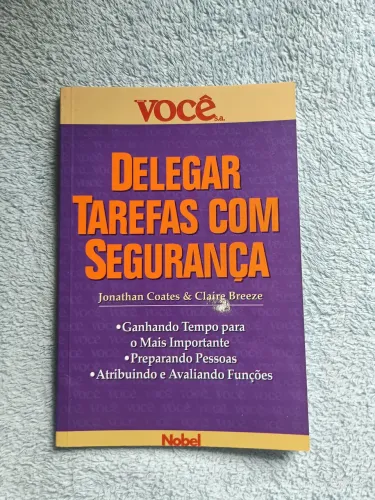 VOCÊ s.a.
DELEGAR
TAREFAS COM
SEGURANÇA
Jonathan Coates & Claire Breeze
•Ganhando Tempo para
o Mais Importante
•Preparando Pessoas
•Atribuindo e Avaliando Funções
Nobel